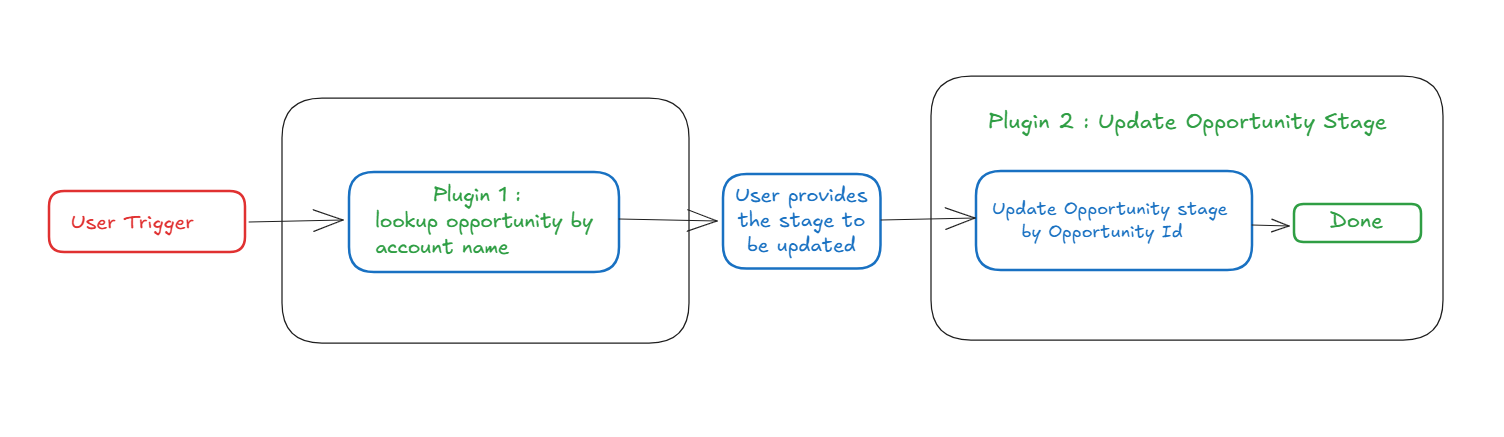 User Trigger
Plugin 1 :
lookup opportunity by
account name
User provides
the stage to
be updated
Plugin 2 : Update Opportunity Stage
Update Opportunity stage
by Opportunity Id
Done